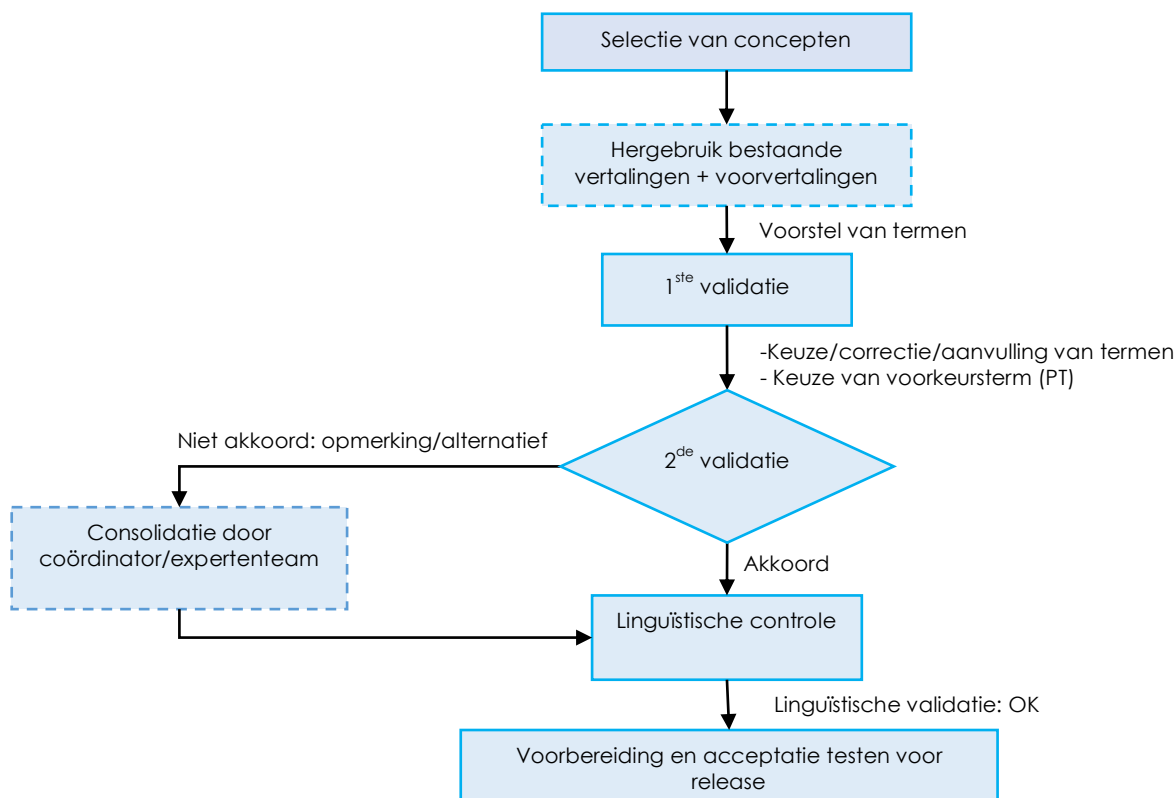 Selectie van concepten
Hergebruik bestaande
vertalingen + voorvertalingen
Voorstel van termen
1ste validatie
-Keuze/correctie/aanvulling van termen
- Keuze van voorkeursterm (PT)
Niet akkoord: opmerking/alternatief
2de validatie
Consolidatie door
coördinator/expertenteam
Akkoord
Linguïstische controle
Linguïstische validatie: OK
Voorbereiding en acceptatie testen voor
release